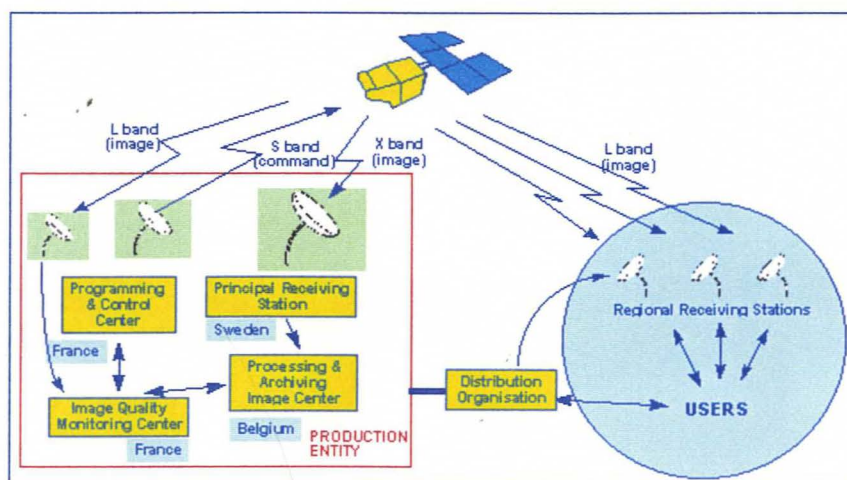 L band
(image)
S band
(command)
X band
(image)
L band
(image)
Programming
& Control
Center
France
Principal Receiving
Station
Sweden
Processing &
Archiving
Image Center
Belgium
Image Quality
Monitoring Center
France
PRODUCTION
ENTITY
Distribution
Organisation
Regional Receiving Stations
USERS